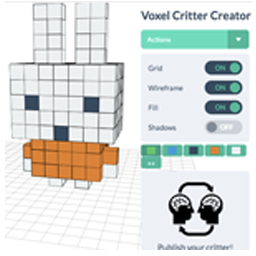 Voxel Critter Creator
Actions
Grid
ON
Wireframe
ON
Fill
ON
Shadows
OFF
++
Publish your critter!